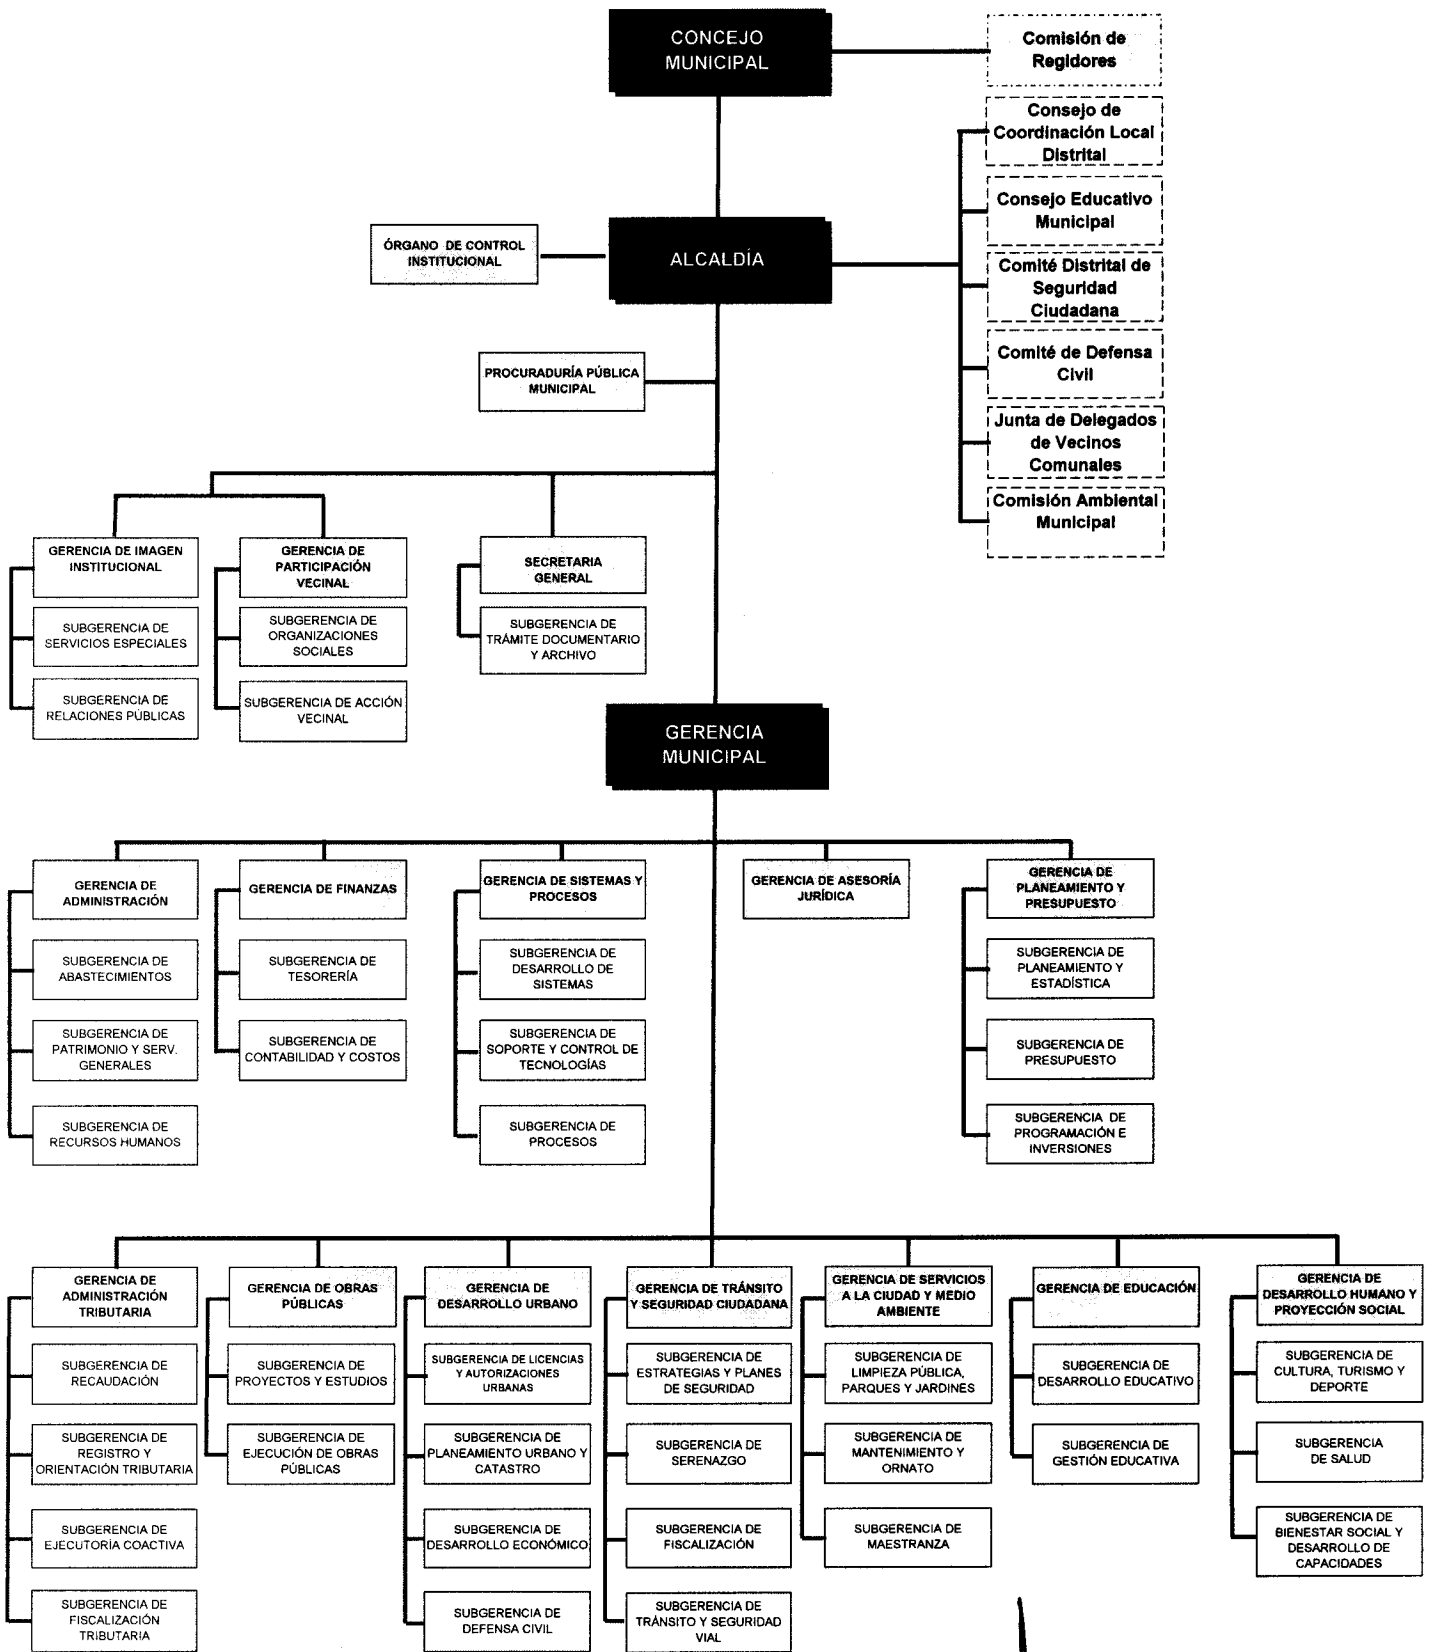 CONCEJO
MUNICIPAL
Comisión de
Regidores
Consejo de
Coordinación Local
Distrital
Consejo Educativo
Municipal
ÓRGANO DE CONTROL
INSTITUCIONAL
ALCALDÍA
Comité Distrital de
Seguridad
Ciudadana
Comité de Defensa
Civil
PROCURADURÍA PÚBLICA
MUNICIPAL
Junta de Delegados
de Vecinos
Comunales
Comisión Ambiental
Municipal
GERENCIA DE IMAGEN
INSTITUCIONAL
SUBGERENCIA DE
SERVICIOS ESPECIALES
SUBGERENCIA DE
RELACIONES PÚBLICAS
GERENCIA DE
PARTICIPACIÓN
VECINAL
SUBGERENCIA DE
ORGANIZACIONES
SOCIALES
SUBGERENCIA DE ACCIÓN
VECINAL
SECRETARIA
GENERAL
SUBGERENCIA DE
TRÁMITE DOCUMENTARIO
Y ARCHIVO
GERENCIA
MUNICIPAL
GERENCIA DE
ADMINISTRACIÓN
SUBGERENCIA DE
ABASTECIMIENTOS
SUBGERENCIA DE
PATRIMONIO Y SERV.
GENERALES
SUBGERENCIA DE
RECURSOS HUMANOS
GERENCIA DE FINANZAS
SUBGERENCIA DE
TESORERÍA
SUBGERENCIA DE
CONTABILIDAD Y COSTOS
GERENCIA DE SISTEMAS Y
PROCESOS
SUBGERENCIA DE
DESARROLLO DE
SISTEMAS
SUBGERENCIA DE
SOPORTE Y CONTROL DE
TECNOLOGÍAS
SUBGERENCIA DE
PROCESOS
GERENCIA DE ASESORÍA
JURÍDICA
GERENCIA DE
PLANEAMIENTO Y
PRESUPUESTO
SUBGERENCIA DE
PLANEAMIENTO Y
ESTADÍSTICA
SUBGERENCIA DE
PRESUPUESTO
SUBGERENCIA DE
PROGRAMACIÓN E
INVERSIONES
GERENCIA DE
ADMINISTRACIÓN
TRIBUTARIA
SUBGERENCIA DE
RECAUDACIÓN
SUBGERENCIA DE
REGISTRO Y
ORIENTACIÓN TRIBUTARIA
SUBGERENCIA DE
EJECUTORÍA COACTIVA
SUBGERENCIA DE
FISCALIZACIÓN
TRIBUTARIA
GERENCIA DE OBRAS
PÚBLICAS
SUBGERENCIA DE
PROYECTOS Y ESTUDIOS
SUBGERENCIA DE
EJECUCIÓN DE OBRAS
PÚBLICAS
GERENCIA DE
DESARROLLO URBANO
SUBGERENCIA DE LICENCIAS
Y AUTORIZACIONES
URBANAS
SUBGERENCIA DE
PLANEAMIENTO URBANO Y
CATASTRO
SUBGERENCIA DE
DESARROLLO ECONÓMICO
SUBGERENCIA DE
DEFENSA CIVIL
GERENCIA DE TRÁNSITO
Y SEGURIDAD CIUDADANA
SUBGERENCIA DE
ESTRATEGIAS Y PLANES
DE SEGURIDAD
SUBGERENCIA DE
SERENAZGO
SUBGERENCIA DE
FISCALIZACIÓN
SUBGERENCIA DE
TRÁNSITO Y SEGURIDAD
VIAL
GERENCIA DE SERVICIOS
A LA CIUDAD Y MEDIO
AMBIENTE
SUBGERENCIA DE
LIMPIEZA PÚBLICA,
PARQUES Y JARDINES
SUBGERENCIA DE
MANTENIMIENTO Y
ORNATO
SUBGERENCIA DE
MAESTRANZA
GERENCIA DE EDUCACIÓN
SUBGERENCIA DE
DESARROLLO EDUCATIVO
SUBGERENCIA DE
GESTIÓN EDUCATIVA
GERENCIA DE
DESARROLLO HUMANO Y
PROYECCIÓN SOCIAL
SUBGERENCIA DE
CULTURA, TURISMO Y
DEPORTE
SUBGERENCIA
DE SALUD
SUBGERENCIA DE
BIENESTAR SOCIAL Y
DESARROLLO DE
CAPACIDADES